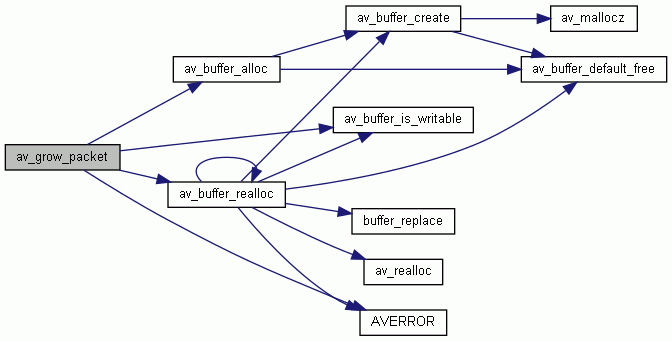 av_buffer_create
av_mallocz
av_buffer_alloc
av_buffer_default_free
av_buffer_is_writable
av_grow_packet
av_buffer_realloc
buffer_replace
av_realloc
AVERROR